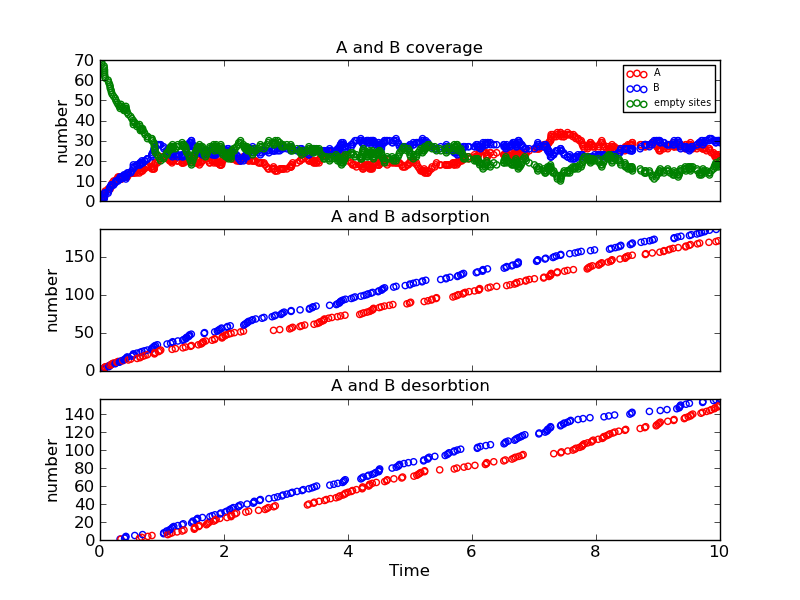 A and B coverage
70
60
50
40
30
20
10
0
number
A
B
empty sites
A and B adsorption
150
100
50
0
number
A and B desorbtion
140
120
100
80
60
40
20
0
number
0 2 4 6 8 10
Time